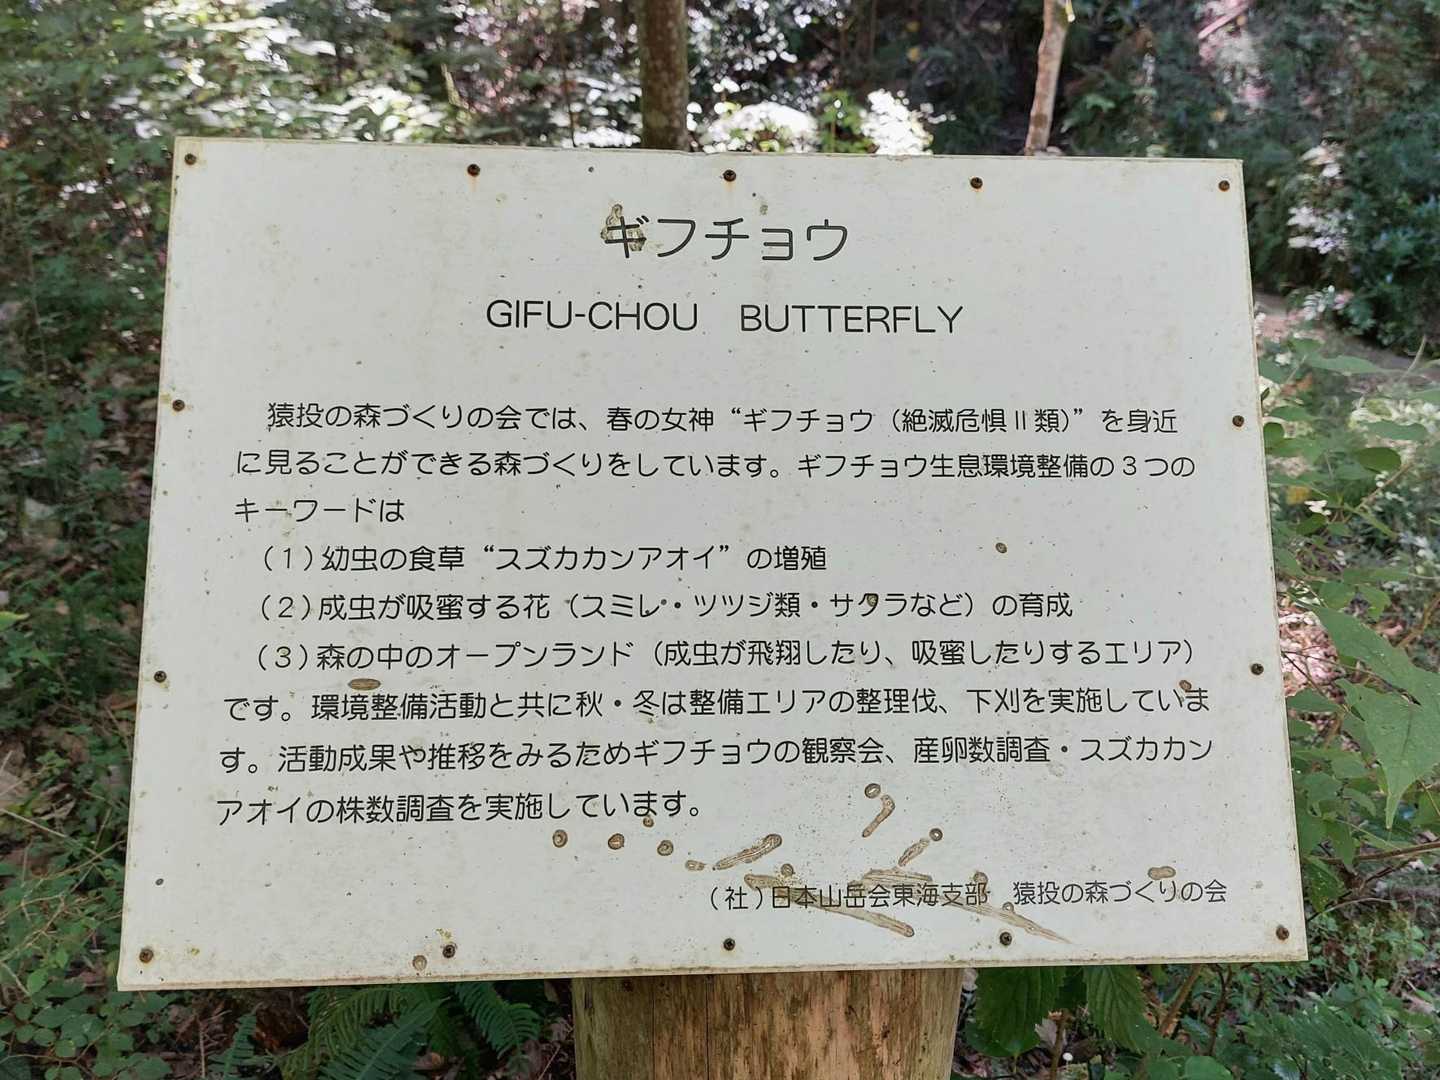 ギフチョウ
GIFU-CHOU BUTTERFLY
猿投の森づくりの会では、春の女神“ギフチョウ（絶滅危惧Ⅱ類）”を身近
に見ることができる森づくりをしています。ギフチョウ生息環境整備の３つの
キーワードは
（１）幼虫の食草“スズカカンアオイ”の増殖
（２）成虫が吸蜜する花（スミレ・ツツジ類・サクラなど）の育成
（３）森の中のオープンランド（成虫が飛翔したり、吸蜜したりするエリア）
です。環境整備活動と共に秋・冬は整備エリアの整理伐、下刈を実施していま
す。活動成果や推移をみるためギフチョウの観察会、産卵数調査・スズカカン
アオイの株数調査を実施しています。
（社）日本山岳会東海支部　猿投の森づくりの会